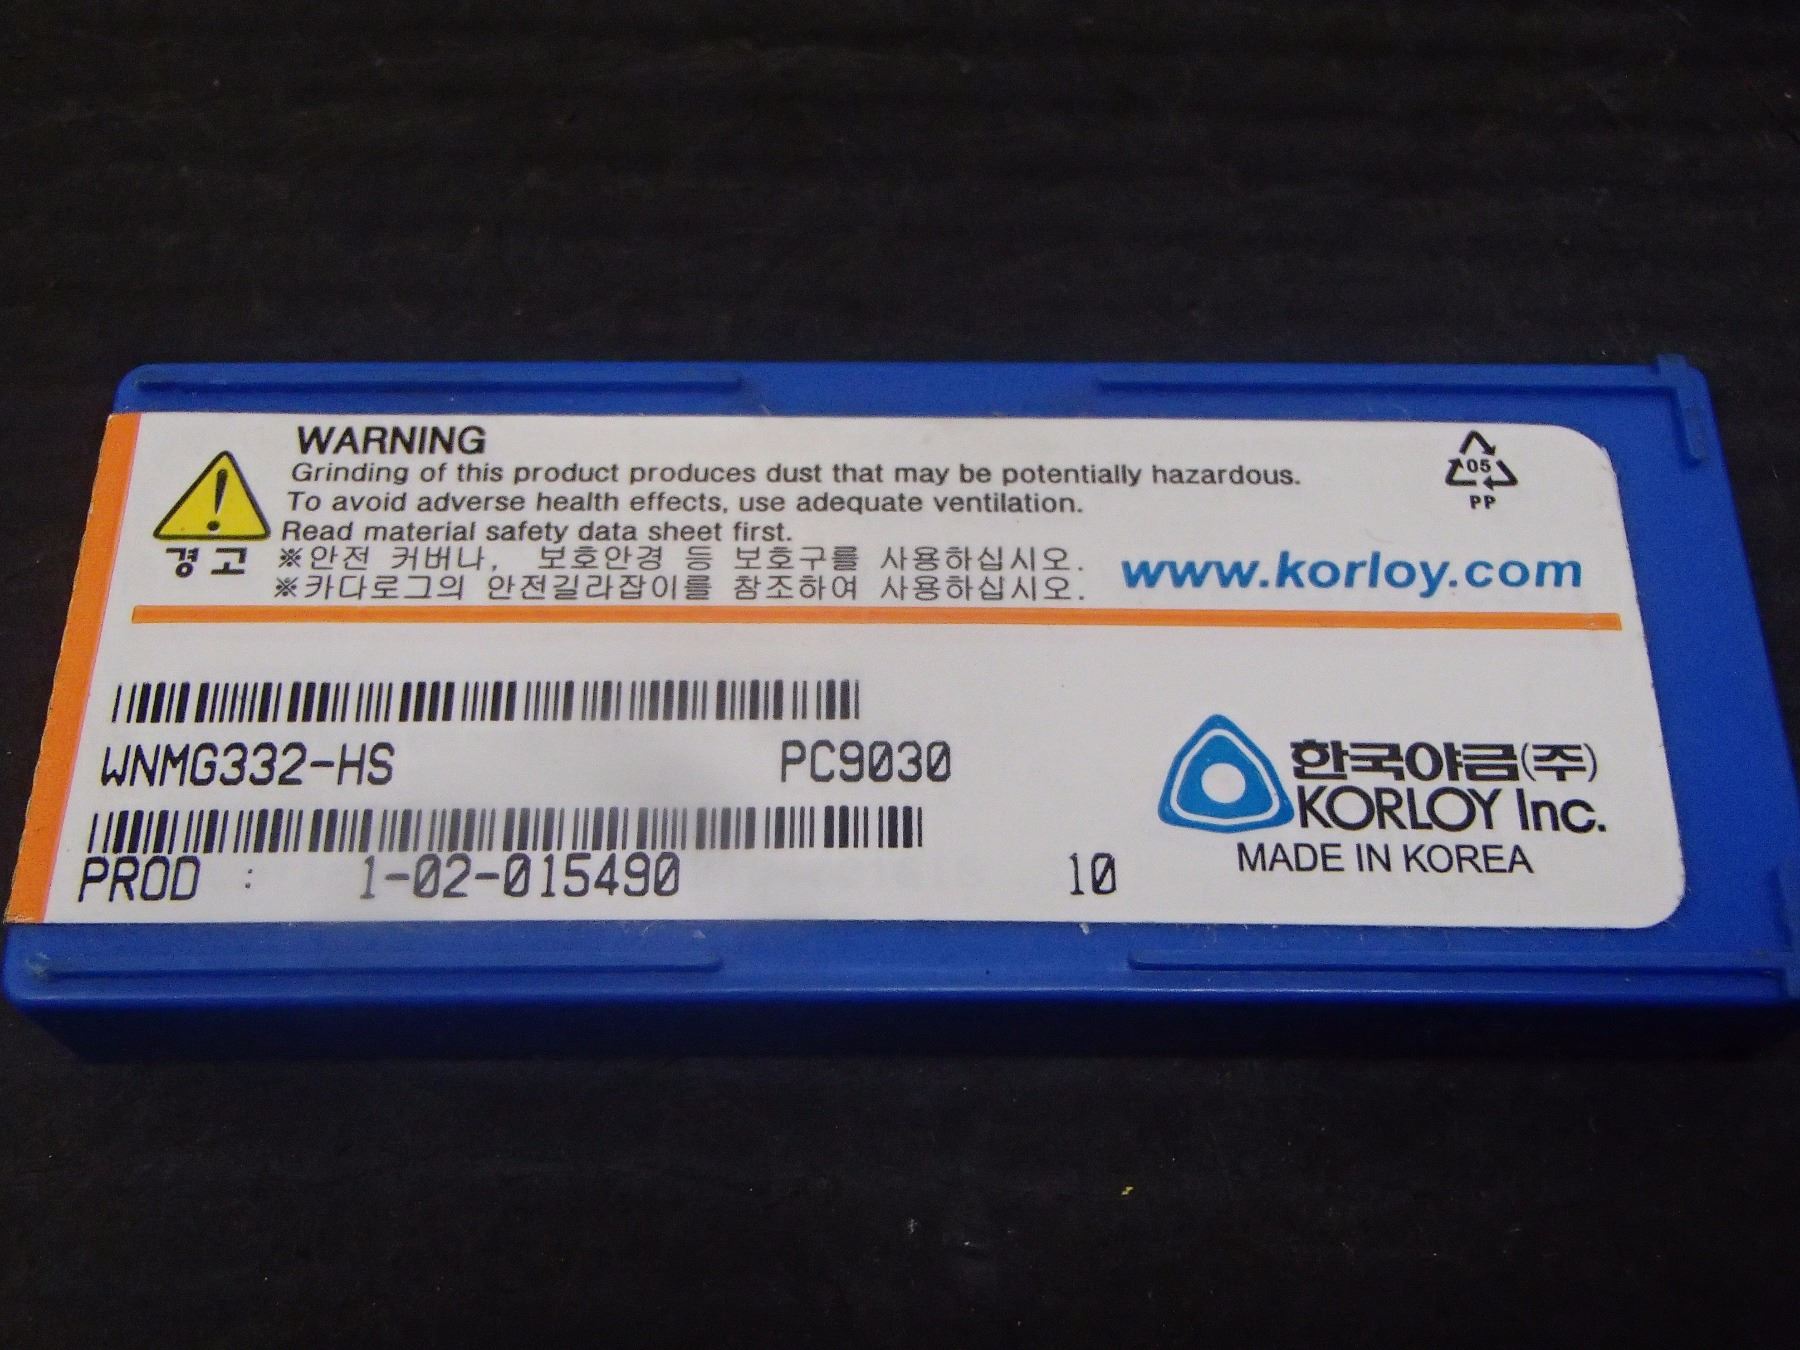 WARNING
Grinding of this product produces dust that may be potentially hazardous.
To avoid adverse health effects, use adequate ventilation.
Read material safety data sheet first.
경고
※안전 커버나, 보호안경 등 보호구를 사용하십시오.
※카다로그의 안전길라잡이를 참조하여 사용하십시오.
05
PP
www.korloy.com
WNMG332-HS PC9030
PROD : 1-02-015490 10
한국야금(주)
KORLOY Inc.
MADE IN KOREA